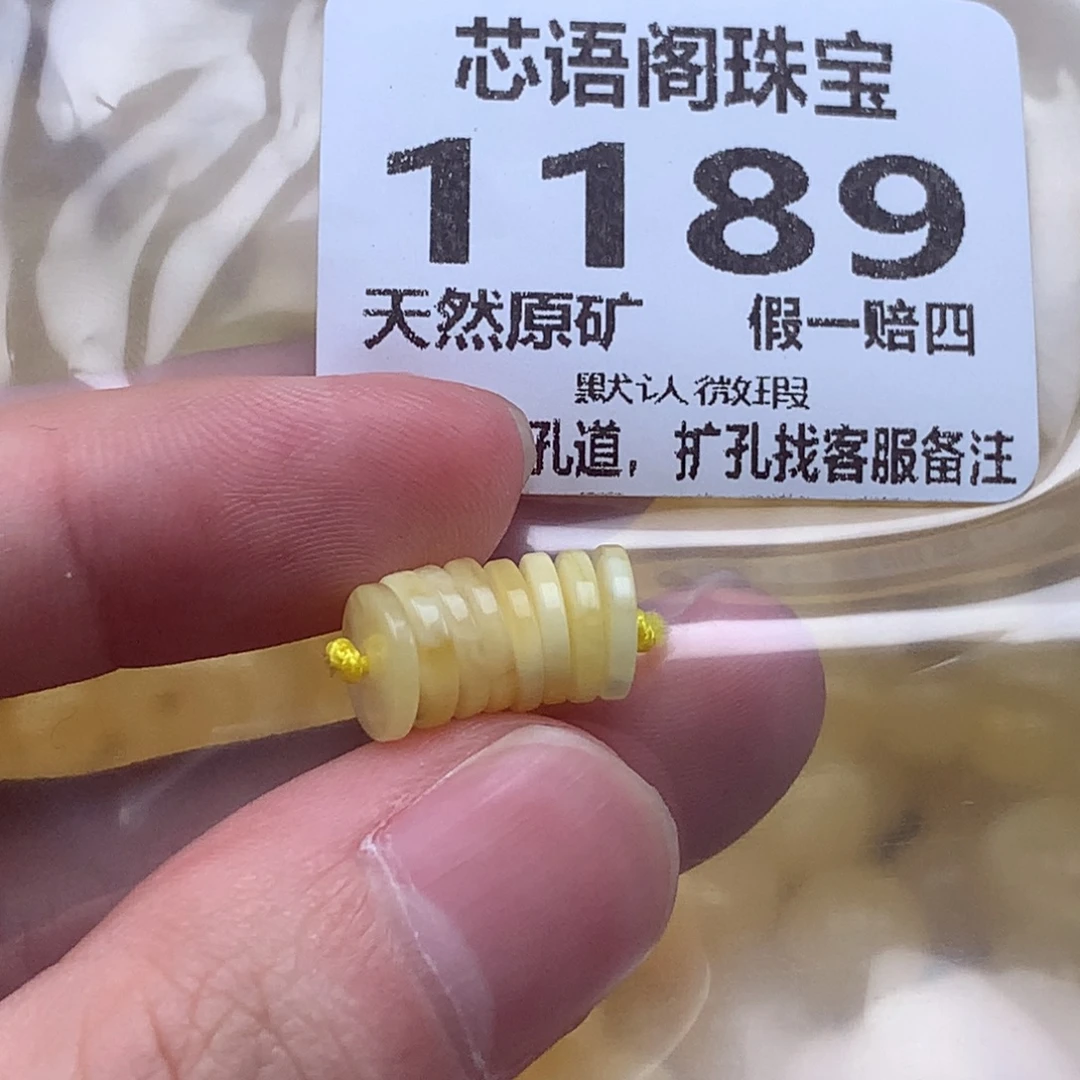 芯语阁珠宝
1189
天然原矿 假一赔四
默认微瑕
孔道，扩孔找客服备注